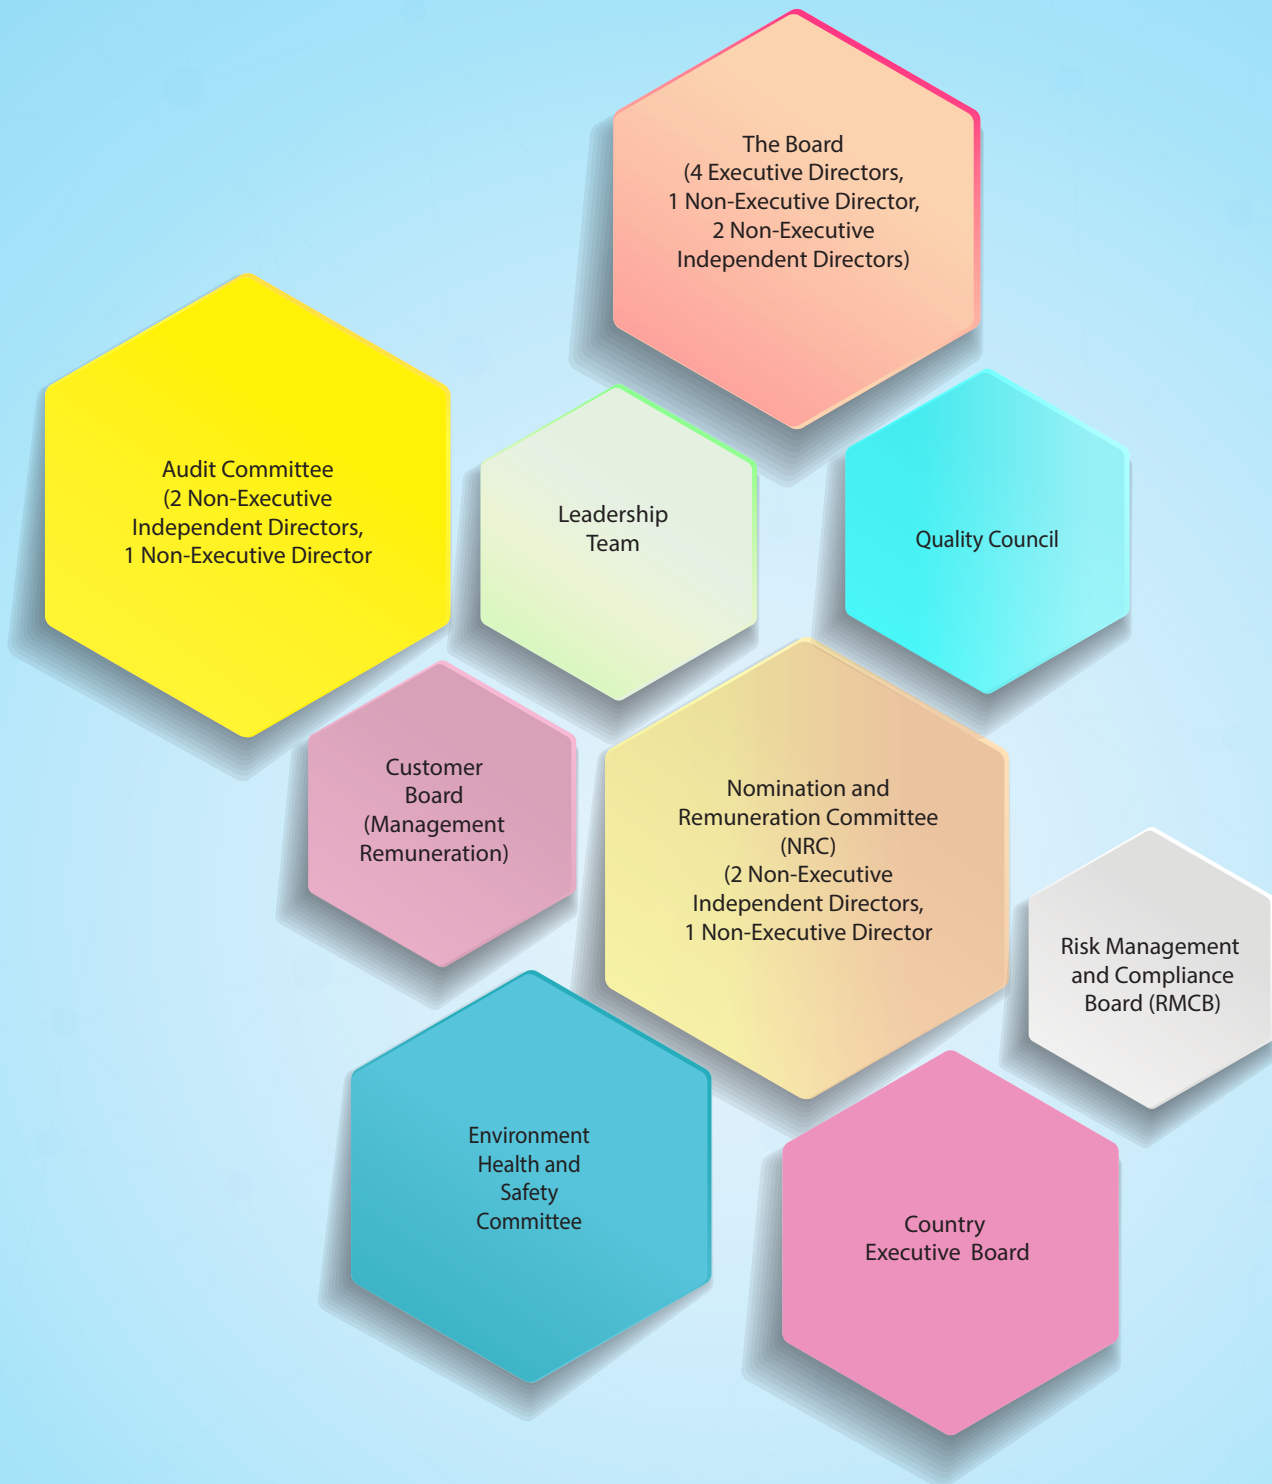 The Board
(4 Executive Directors,
1 Non-Executive Director,
2 Non-Executive
Independent Directors)
Audit Committee
(2 Non-Executive
Independent Directors,
1 Non-Executive Director
Leadership
Team
Quality Council
Customer
Board
(Management
Remuneration)
Nomination and
Remuneration Committee
(NRC)
(2 Non-Executive
Independent Directors,
1 Non-Executive Director
Risk Management
and Compliance
Board (RMCB)
Environment
Health and
Safety
Committee
Country
Executive Board